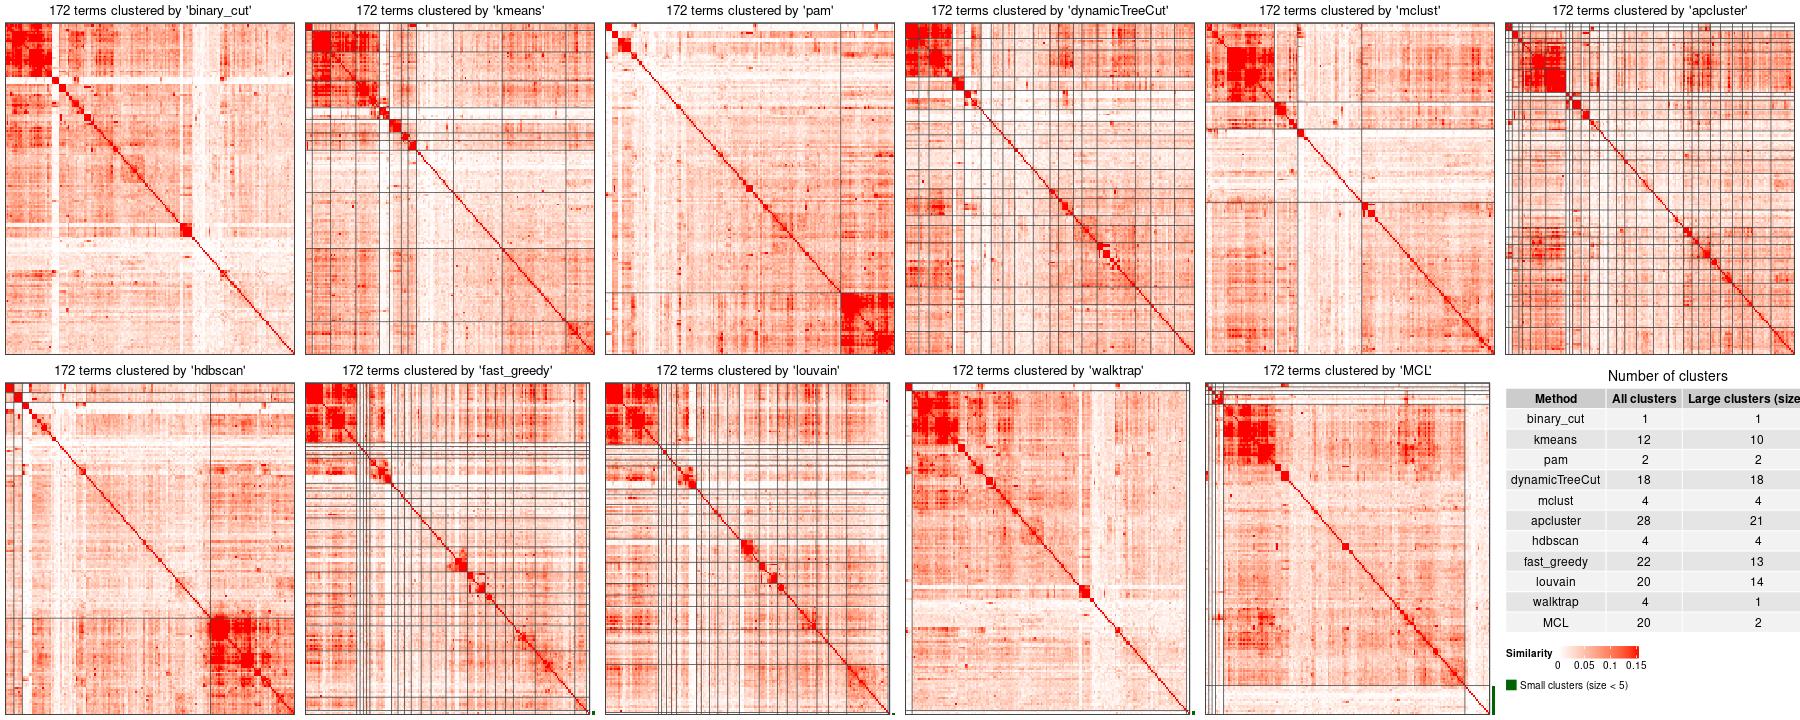 172 terms clustered by 'binary_cut'
172 terms clustered by 'kmeans'
172 terms clustered by 'pam'
172 terms clustered by 'dynamicTreeCut'
172 terms clustered by 'mclust'
172 terms clustered by 'apcluster'
172 terms clustered by 'hdbscan'
172 terms clustered by 'fast_greedy'
172 terms clustered by 'louvain'
172 terms clustered by 'walktrap'
172 terms clustered by 'MCL'
Number of clusters
Method All clusters Large clusters (size
binary_cut 1 1
kmeans 12 10
pam 2 2
dynamicTreeCut 18 18
mclust 4 4
apcluster 28 21
hdbscan 4 4
fast_greedy 22 13
louvain 20 14
walktrap 4 1
MCL 20 2
Similarity
0 0.05 0.1 0.15
Small clusters (size < 5)